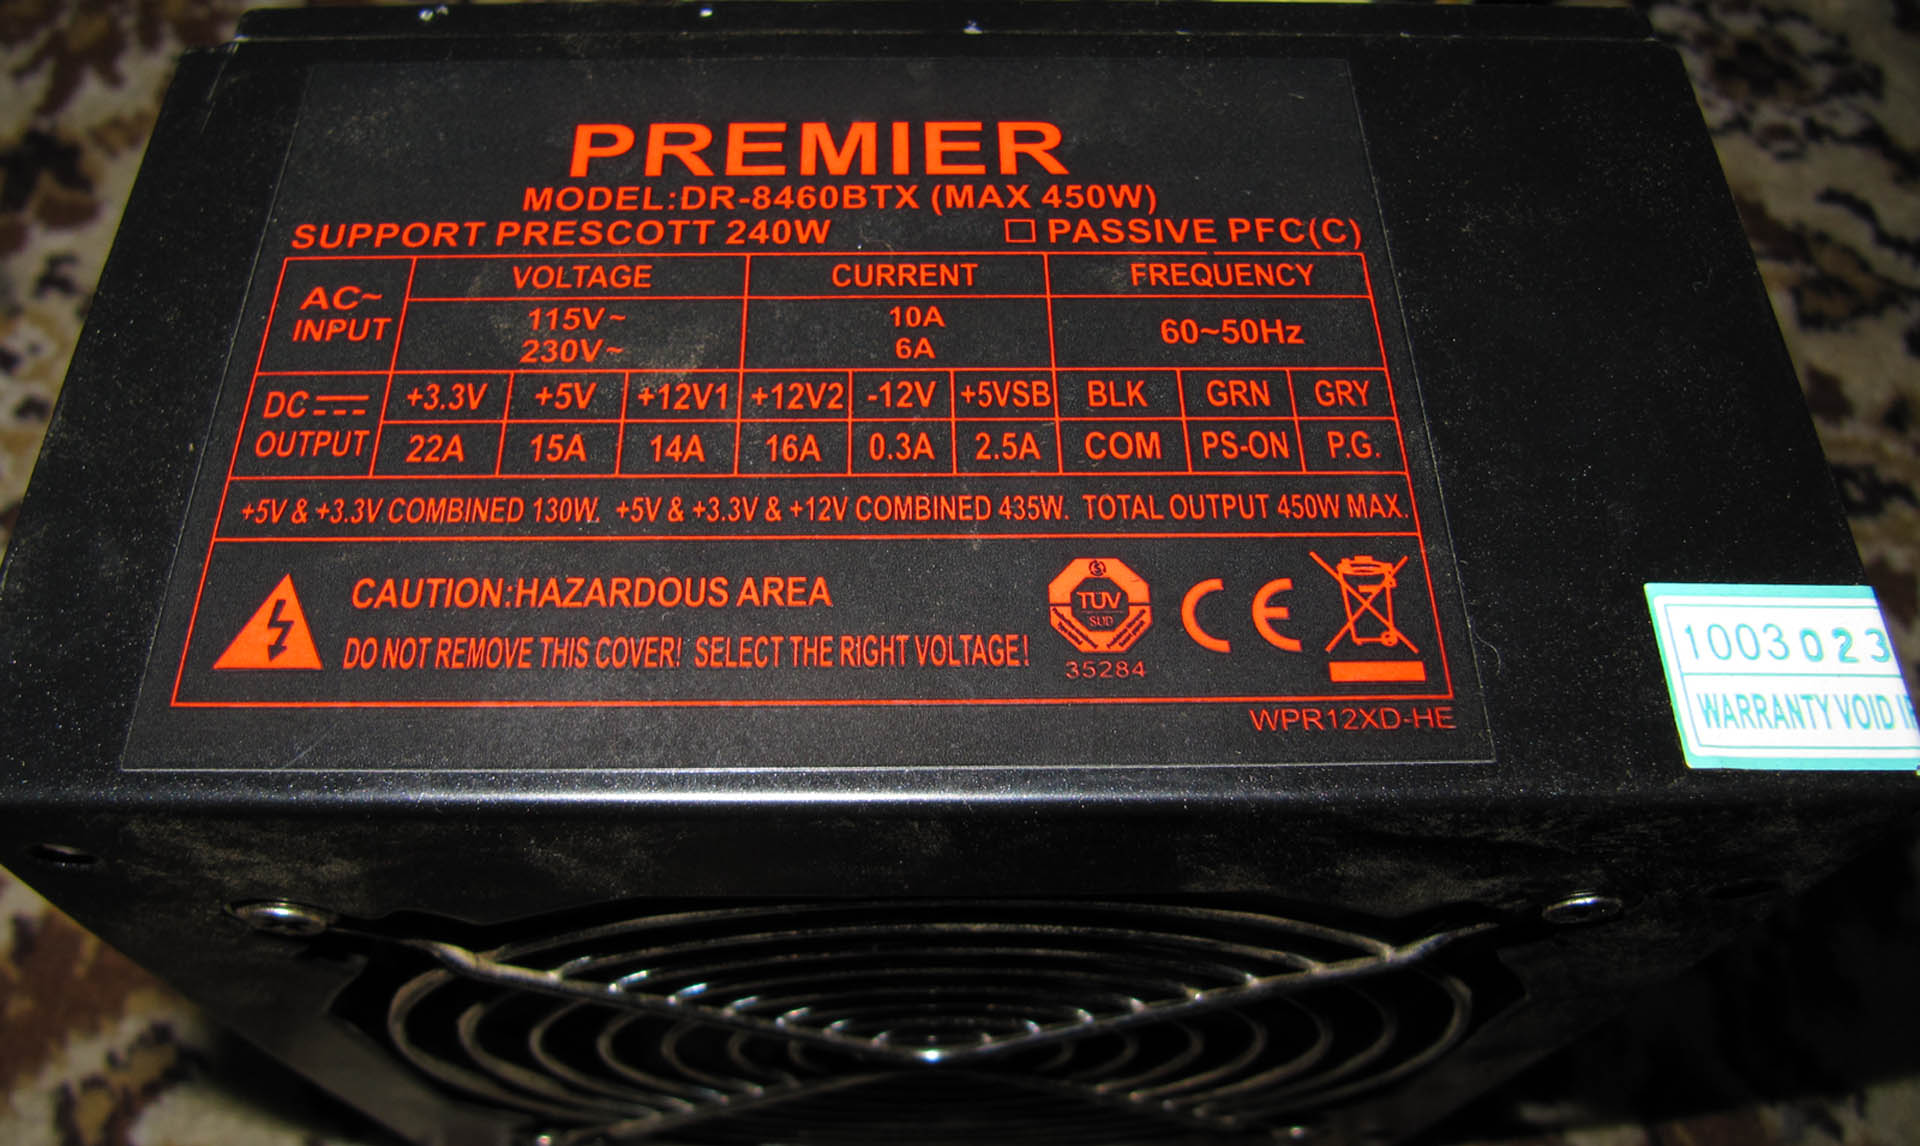 PREMIER
MODEL:DR-8460BTX (MAX 450W)
SUPPORT PRESCOTT 240W □ PASSIVE PFC(C)
AC~ INPUT VOLTAGE CURRENT FREQUENCY
115V~ 10A 60~50Hz
230V~ 6A
DC OUTPUT +3.3V +5V +12V1 +12V2 -12V +5VSB BLK GRN GRY
22A 15A 14A 16A 0.3A 2.5A COM PS-ON P.G.
+5V & +3.3V COMBINED 130W. +5V & +3.3V & +12V COMBINED 435W. TOTAL OUTPUT 450W MAX.
CAUTION:HAZARDOUS AREA
DO NOT REMOVE THIS COVER! SELECT THE RIGHT VOLTAGE!
TUV
SUD
35284
CE
WPR12XD-HE
1003023
WARRANTY VOID